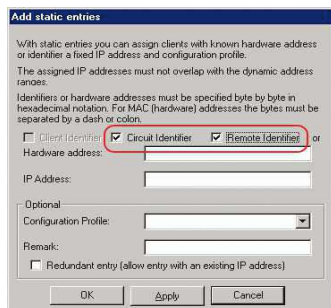 Add static entries
With static entries you can assign clients with known hardware address
or identifier a fixed IP address and configuration profile.
The assigned IP addresses must not overlap with the dynamic address
ranges.
Identifiers or hardware addresses must be specified byte by byte in
hexadecimal notation. For MAC (hardware) addresses the bytes must be
separated by a dash or colon.
Client Identifier Circuit Identifier Remote Identifier or
Hardware address:
IP Address:
Optional
Configuration Profile:
Remark:
Redundant entry (allow entry with an existing IP address)
OK Apply Cancel